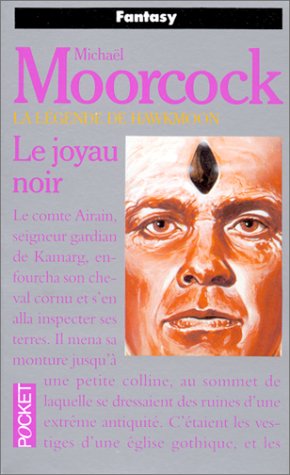 Fantasy
Michaël
Moorcock
LA LÉGENDE DE HAWKMOON
Le joyau
noir
Le comte Airain,
seigneur gardian
de Kamarg, en-
fourcha son che-
val cornu et s'en
alla inspecter ses
terres. Il mena sa
monture jusqu'à
une petite colline, au sommet de
laquelle se dressaient des ruines d'une
extrême antiquité. C'étaient les ves-
tiges d'une église gothique, et les
POCKET